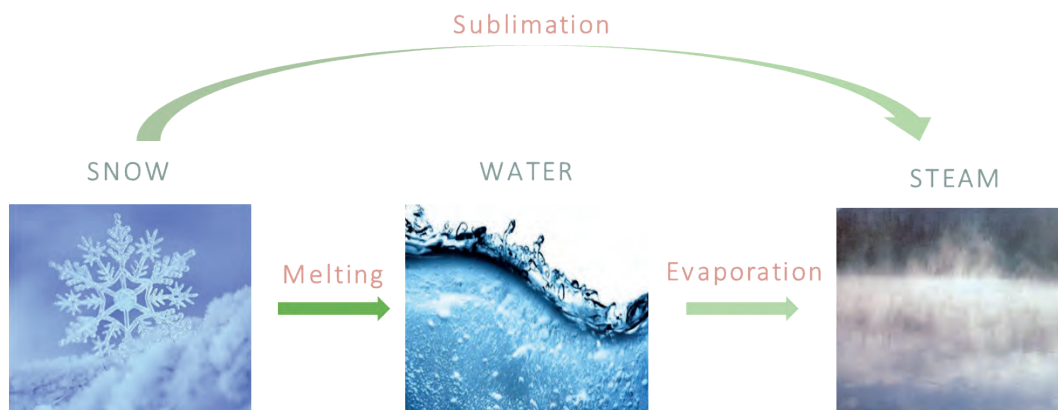 Sublimation
SNOW
WATER
STEAM
Melting
Evaporation